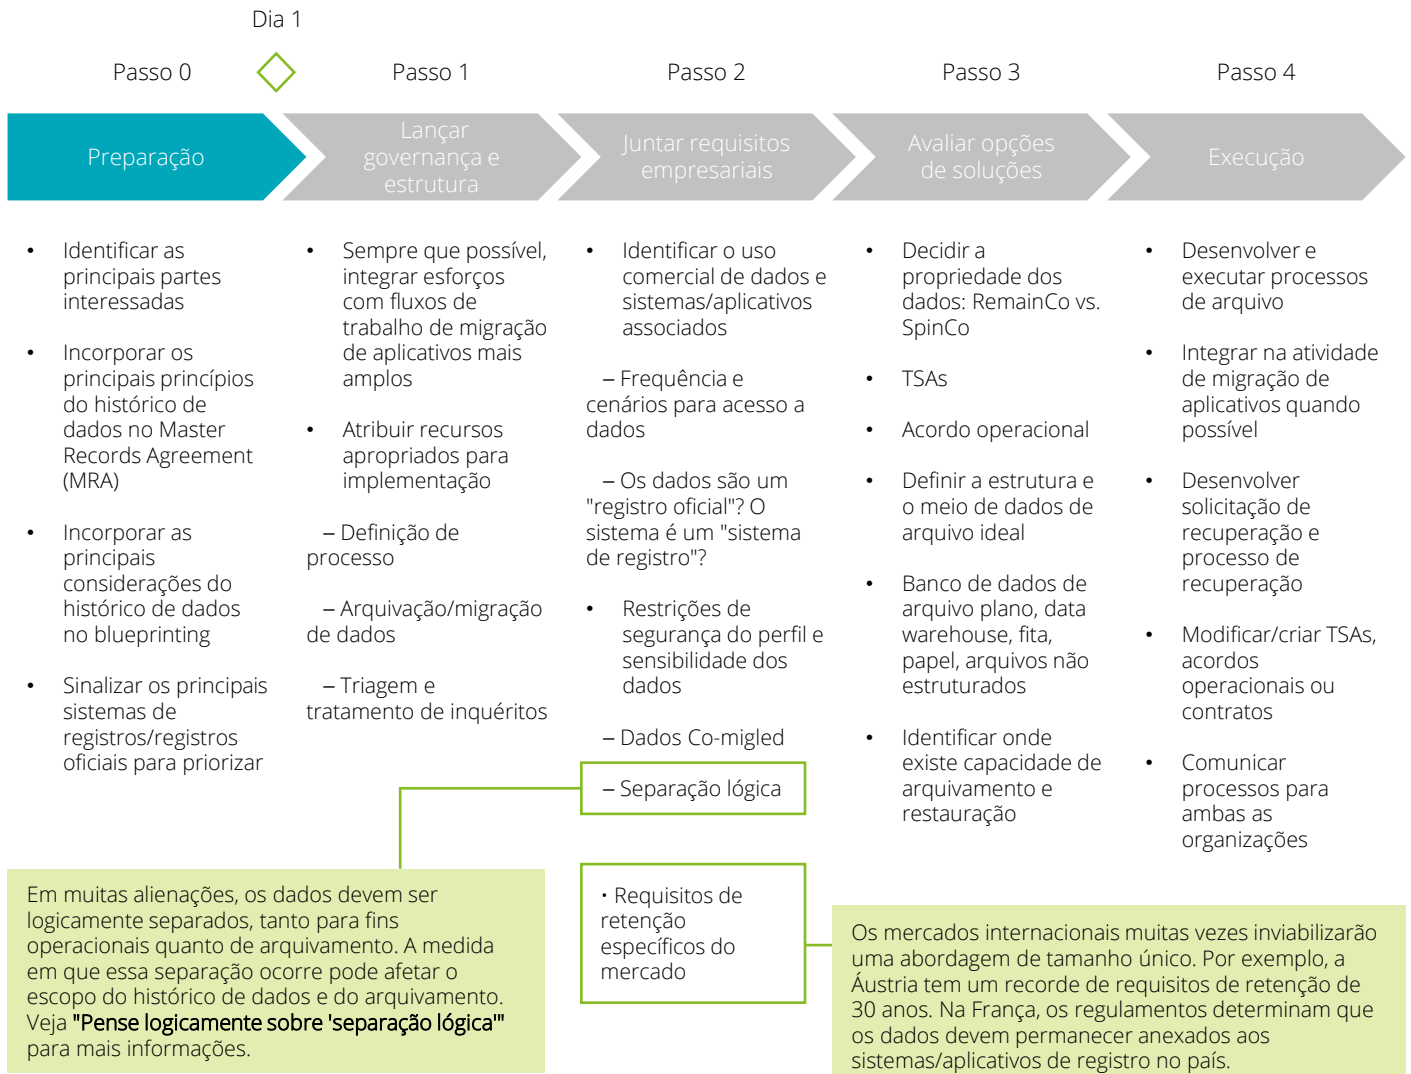 Dia 1
Passo 0
Passo 1
Passo 2
Passo 3
Passo 4
Preparação
Lançar
governança e
estrutura
Juntar requisitos
empresariais
Avaliar opções
de soluções
Execução
• Identificar as
principais partes
interessadas
• Incorporar os
principais princípios
do histórico de
dados no Master
Records Agreement
(MRA)
• Incorporar as
principais
considerações do
histórico de dados
no blueprinting
• Sinalizar os principais
sistemas de
registros/registros
oficiais para priorizar
• Sempre que possível,
integrar esforços
com fluxos de
trabalho de migração
de aplicativos mais
amplos
• Atribuir recursos
apropriados para
implementação
– Definição de
processo
– Arquivação/migração
de dados
– Triagem e
tratamento de inquéritos
• Identificar o uso
comercial de dados e
sistemas/aplicativos
associados
– Frequência e
cenários para acesso a
dados
– Os dados são um
"registro oficial"? O
sistema é um "sistema
de registro"?
• Restrições de
segurança do perfil e
sensibilidade dos
dados
– Dados Co-migled
– Separação lógica
• Requisitos de
retenção
específicos do
mercado
• Decidir a
propriedade dos
dados: RemainCo vs.
SpinCo
• TSAs
• Acordo operacional
• Definir a estrutura e
o meio de dados de
arquivo ideal
• Banco de dados de
arquivo plano, data
warehouse, fita,
papel, arquivos não
estruturados
• Identificar onde
existe capacidade de
arquivamento e
restauração
• Desenvolver e
executar processos
de arquivo
• Integrar na atividade
de migração de
aplicativos quando
possível
• Desenvolver
solicitação de
recuperação e
processo de
recuperação
• Modificar/criar TSAs,
acordos
operacionais ou
contratos
• Comunicar
processos para
ambas as
organizações
Em muitas alienações, os dados devem ser
logicamente separados, tanto para fins
operacionais quanto de arquivamento. A medida
em que essa separação ocorre pode afetar o
escopo do histórico de dados e do arquivamento.
Veja "Pense logicamente sobre 'separação lógica'"
para mais informações.
Os mercados internacionais muitas vezes inviabilizarão
uma abordagem de tamanho único. Por exemplo, a
Áustria tem um recorde de requisitos de retenção de
30 anos. Na França, os regulamentos determinam que
os dados devem permanecer anexados aos
sistemas/aplicativos de registro no país.